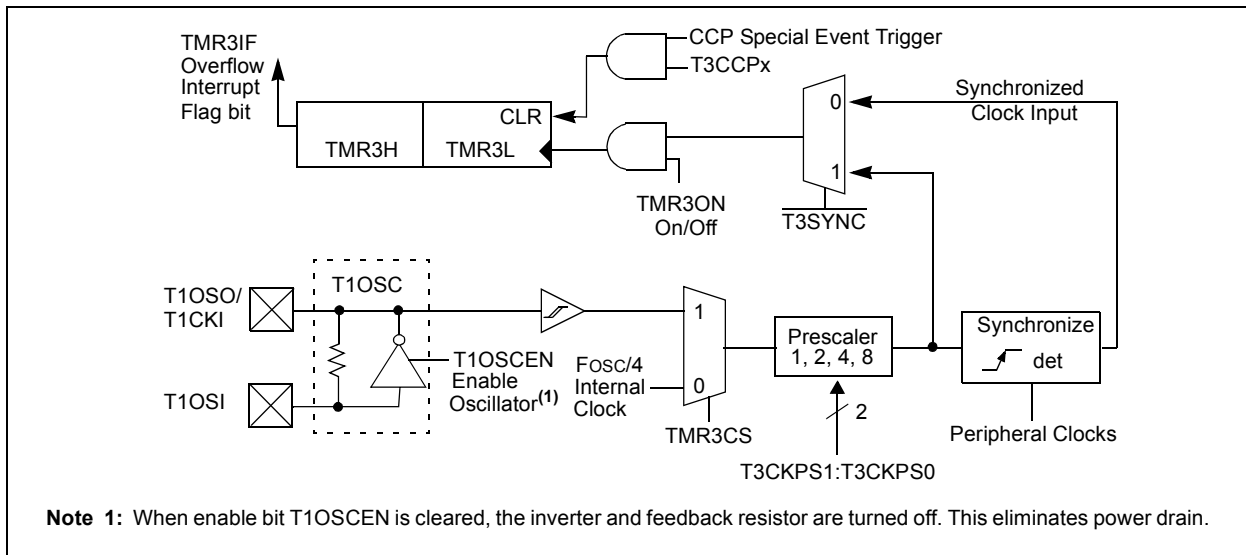 TMR3IF
Overflow
Interrupt
Flag bit
CCP Special Event Trigger
T3CCPx
CLR
TMR3H
TMR3L
TMR3ON
On/Off
0
1
T3SYNC
Synchronized
Clock Input
T1OSO/
T1CKI
T1OSI
T1OSC
T1OSCEN
Enable
Oscillator(1)
FOSC/4
Internal
Clock
1
0
TMR3CS
Prescaler
1, 2, 4, 8
2
T3CKPS1:T3CKPS0
Synchronize
det
Peripheral Clocks
Note 1: When enable bit T1OSCEN is cleared, the inverter and feedback resistor are turned off. This eliminates power drain.